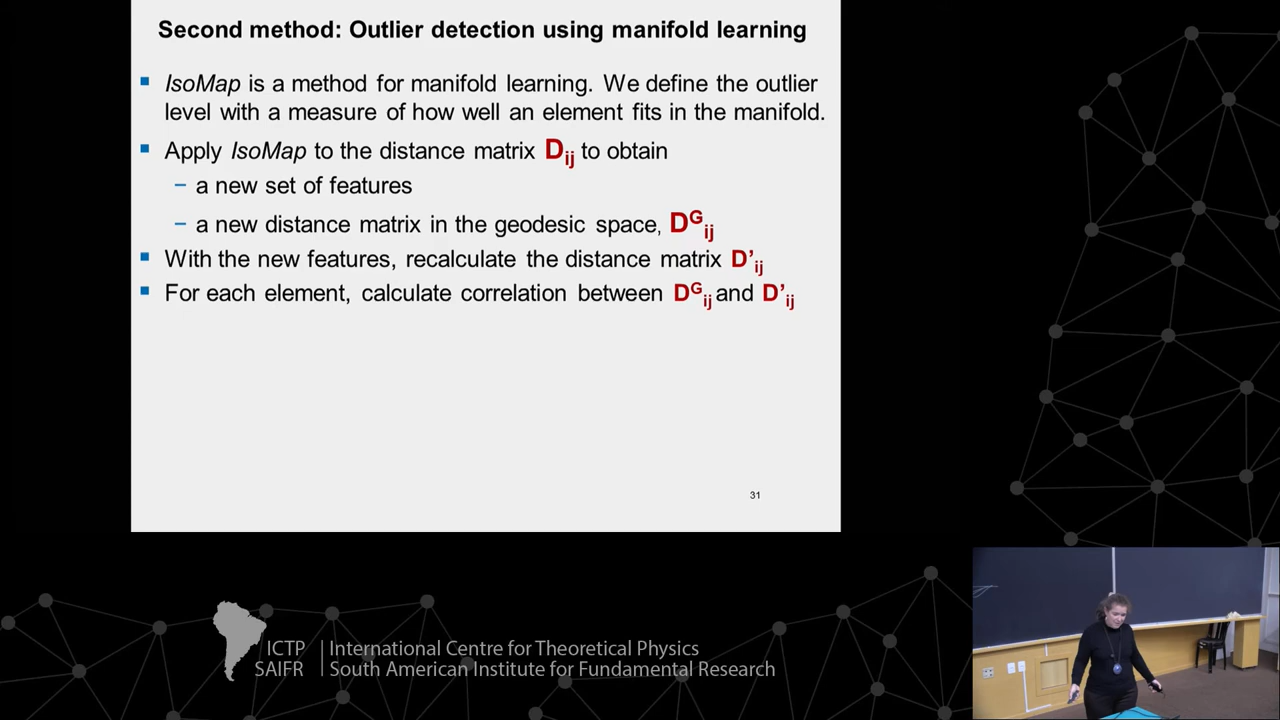 Second method: Outlier detection using manifold learning
IsoMap is a method for manifold learning. We define the outlier
level with a measure of how well an element fits in the manifold.
Apply IsoMap to the distance matrix Dij to obtain
− a new set of features
− a new distance matrix in the geodesic space, DGij
With the new features, recalculate the distance matrix D’ij
For each element, calculate correlation between DGij and D’ij
31
ICTP
SAIFR
International Centre for Theoretical Physics
South American Institute for Fundamental Research